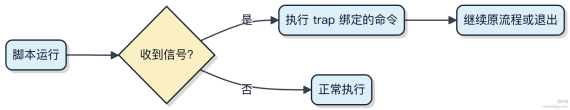 脚本运行
收到信号?
是
执行 trap 绑定的命令
继续原流程或退出
否
正常执行